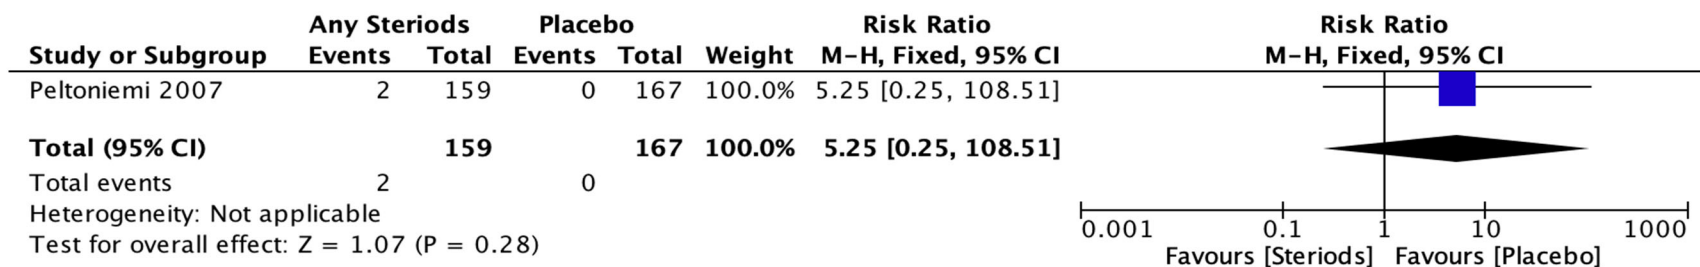 Any Steriods Placebo Risk Ratio Risk Ratio
Study or Subgroup Events Total Events Total Weight M-H, Fixed, 95% CI M-H, Fixed, 95% CI
Peltoniemi 2007 2 159 0 167 100.0% 5.25 [0.25, 108.51]
Total (95% CI) 159 167 100.0% 5.25 [0.25, 108.51]
Total events 2 0
Heterogeneity: Not applicable
Test for overall effect: Z = 1.07 (P = 0.28)
0.001 0.1 1 10 1000
Favours [Steriods] Favours [Placebo]